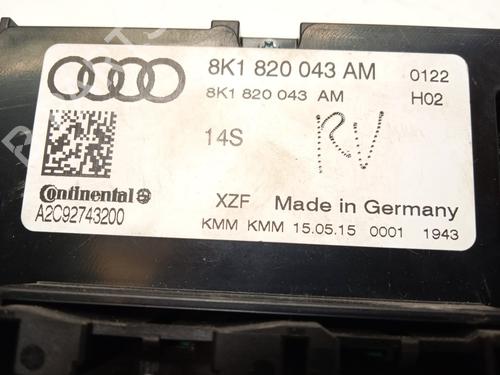 8K1 820 043 AM 0122
8K1 820 043 AM H02
14S RV
Continental
A2C92743200
XZF Made in Germany
KMM KMM 15.05.15 0001 1943